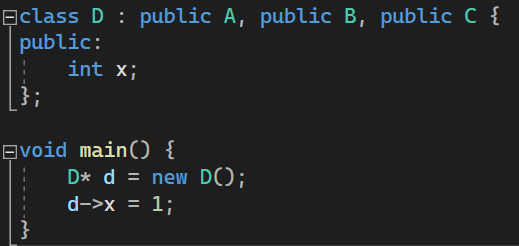 class D : public A, public B, public C {
public:
    int x;
};

void main() {
    D* d = new D();
    d->x = 1;
}